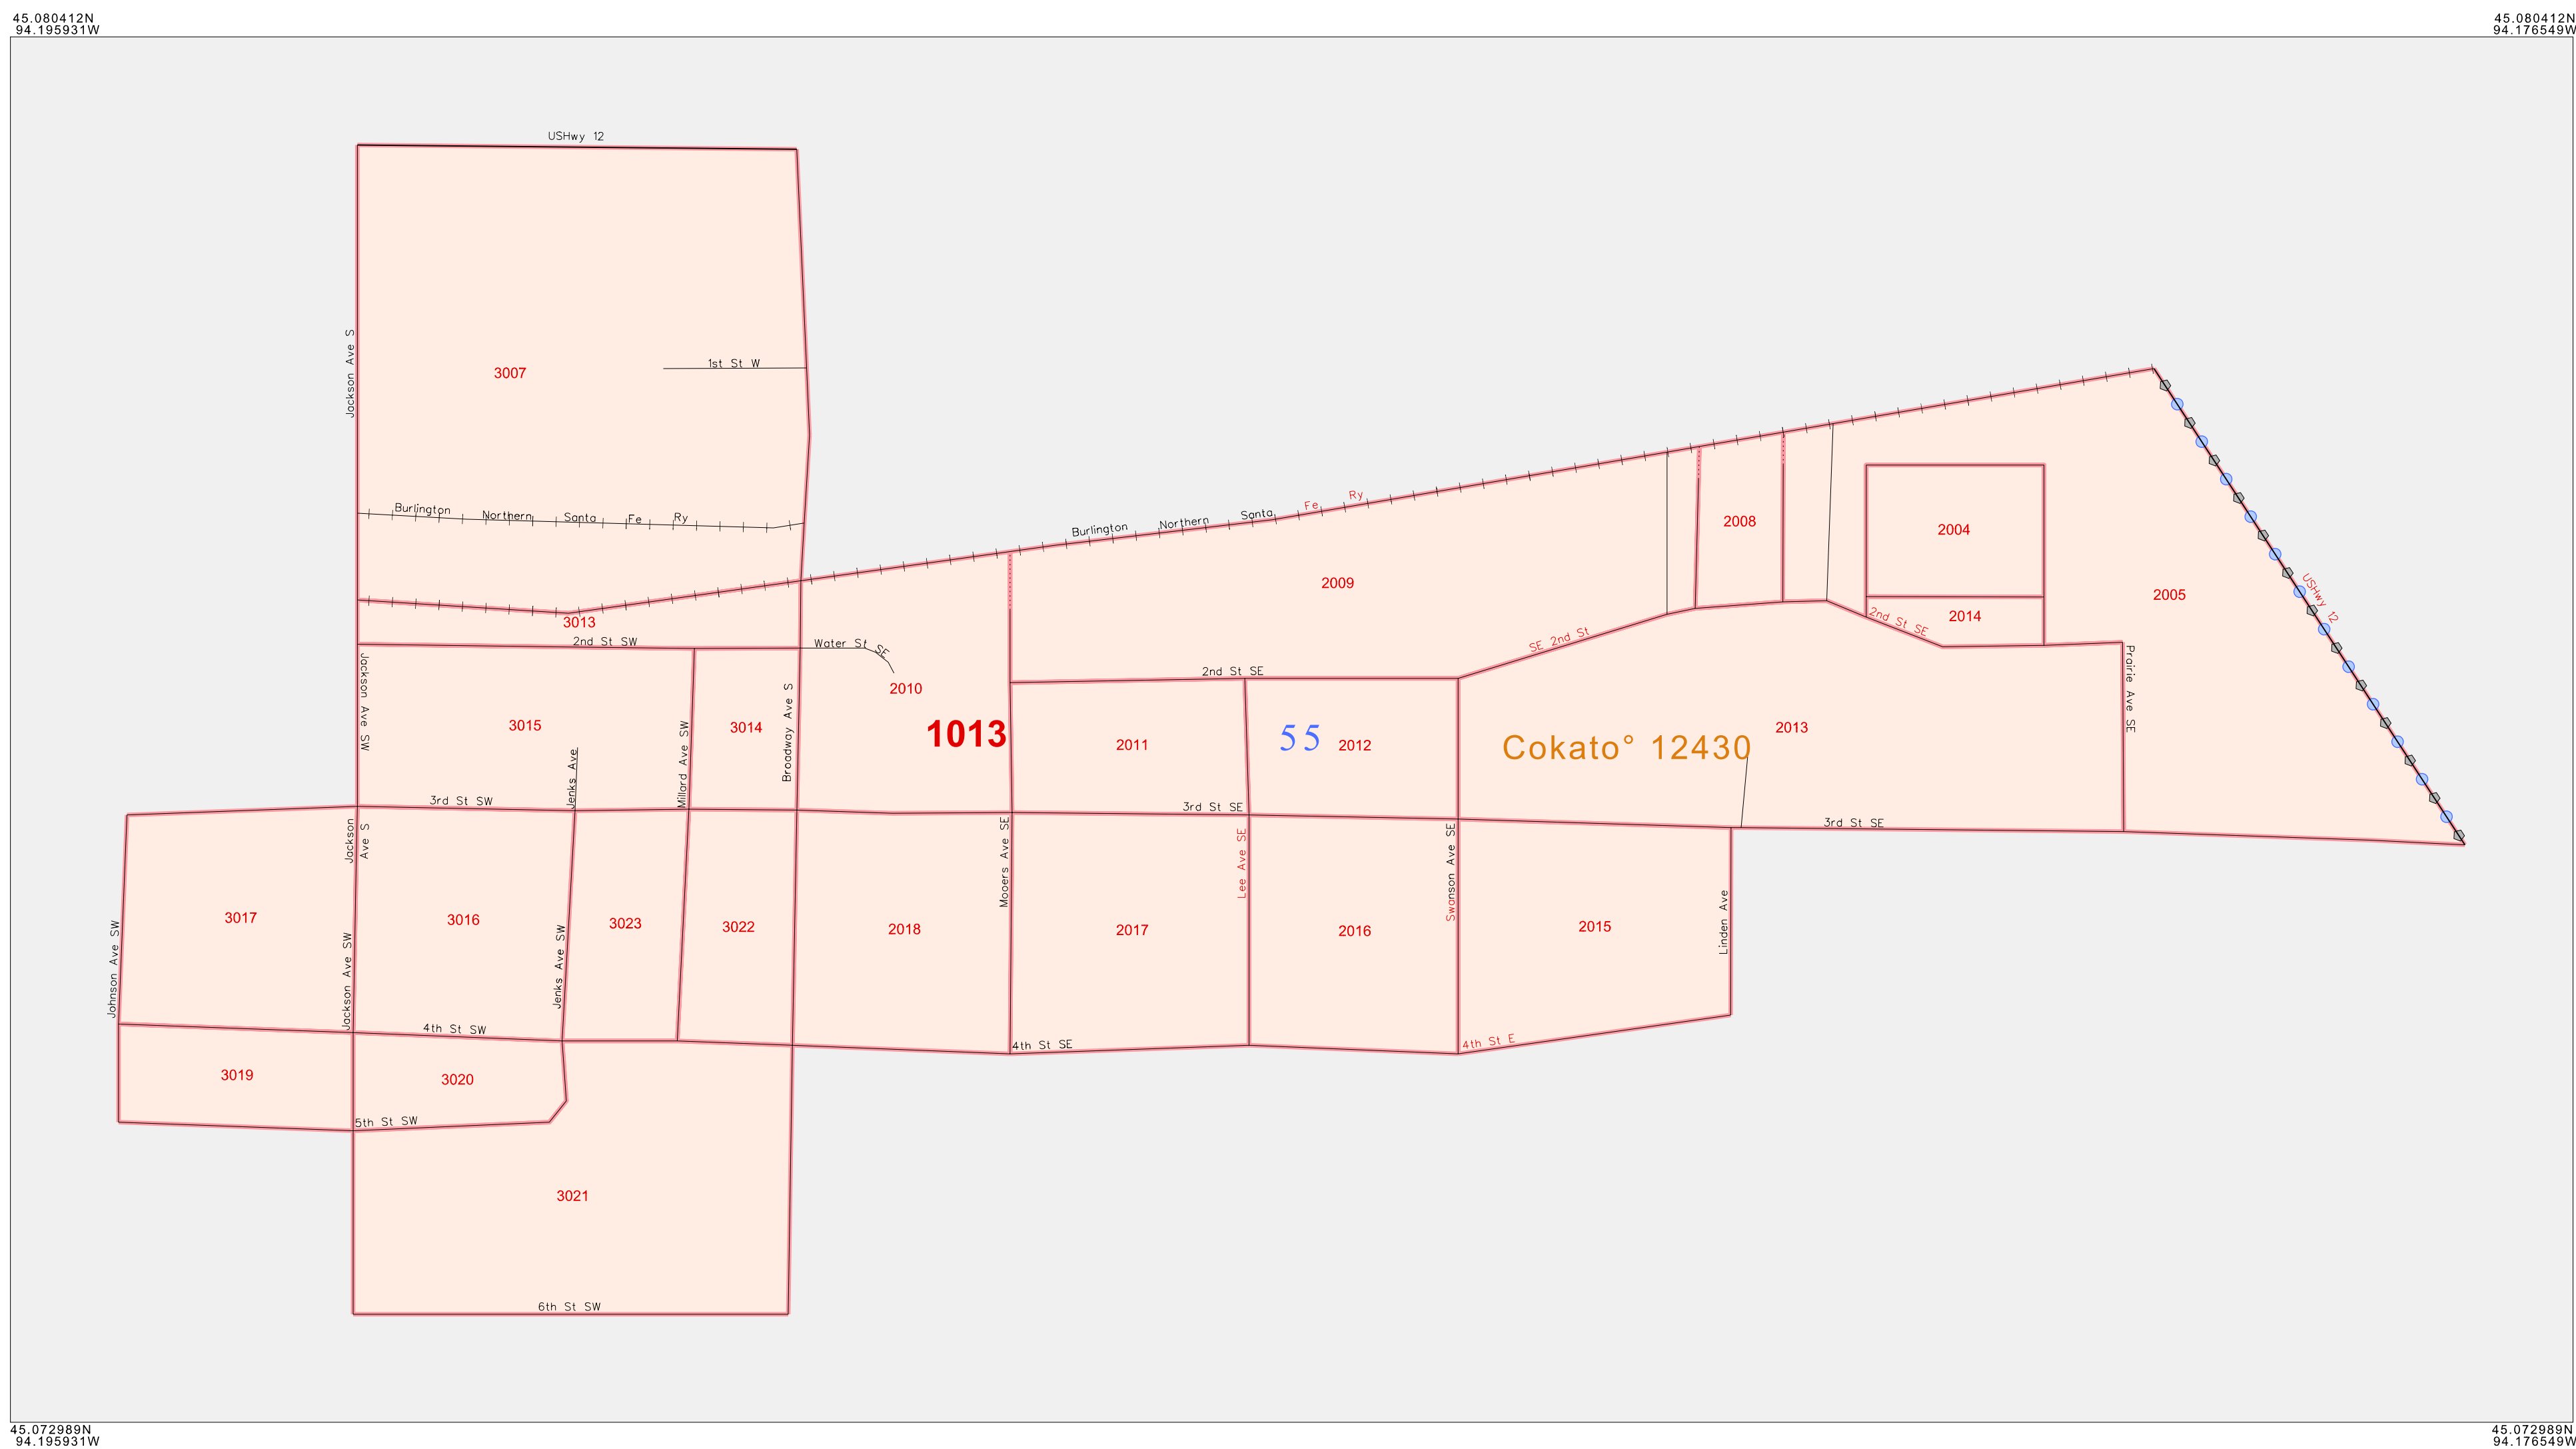 45.080412N
94.195931W
45.080412N
94.176549W
USHwy 12
Jackson Ave S
1st St W
3007
Burlington Northern Santa Fe Ry
Burlington Northern Santa Fe Ry
2008
2004
2009
2005
USHwy 12
3013
2nd St SW
Water St SE
SE 2nd St
2nd St SE
2014
2nd St SE
2010
Jackson Ave SW
3015
Jenks Ave
Millard Ave SW
3014
Broadway Ave S
1013
2011
55
2012
Cokato° 12430
2013
Prairie Ave SE
3rd St SW
3rd St SE
3rd St SE
Jackson
Ave S
Johnson Ave SW
3017
Jackson Ave SW
3016
Jenks Ave SW
3023
3022
2018
Mooers Ave SE
2017
Lee Ave SE
2016
Swanson Ave SE
2015
Linden Ave
4th St SW
4th St SE
4th St E
3019
3020
5th St SW
3021
6th St SW
45.072989N
94.195931W
45.072989N
94.176549W